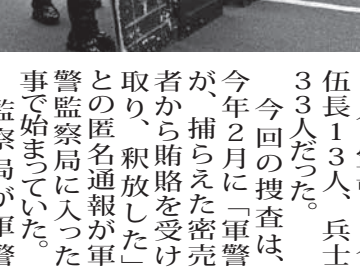 伍長１３人、兵士
３３人だった。
今回の捜査は、
今年２月に「軍警
が、捕らえた密売
者から賄賂を受け
取り、釈放した」
との匿名通報が軍
警監察局に入った
事で始まっていた。
監察局が軍警